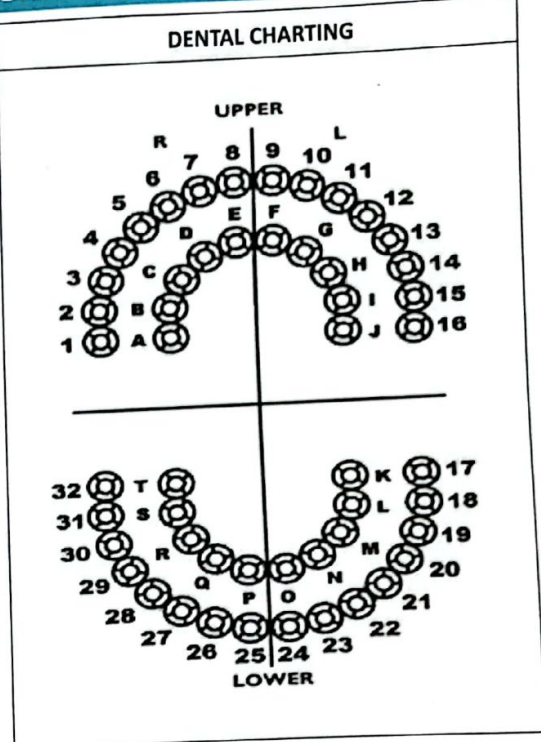 DENTAL CHARTING
UPPER
R L
7 8 9 10
6 11
5 E F 12
4 D G 13
3 C H 14
2 B I 15
1 A J 16
32 T K 17
31 S L 18
30 R M 19
29 Q P O N 20
28 21
27 22
26 25 24 23
LOWER